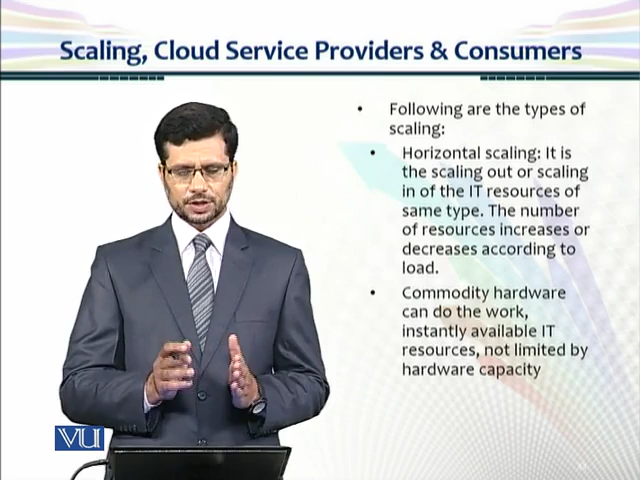 Scaling, Cloud Service Providers & Consumers
• Following are the types of
scaling:
• Horizontal scaling: It is
the scaling out or scaling
in of the IT resources of
same type. The number
of resources increases or
decreases according to
load.
• Commodity hardware
can do the work,
instantly available IT
resources, not limited by
hardware capacity
VU